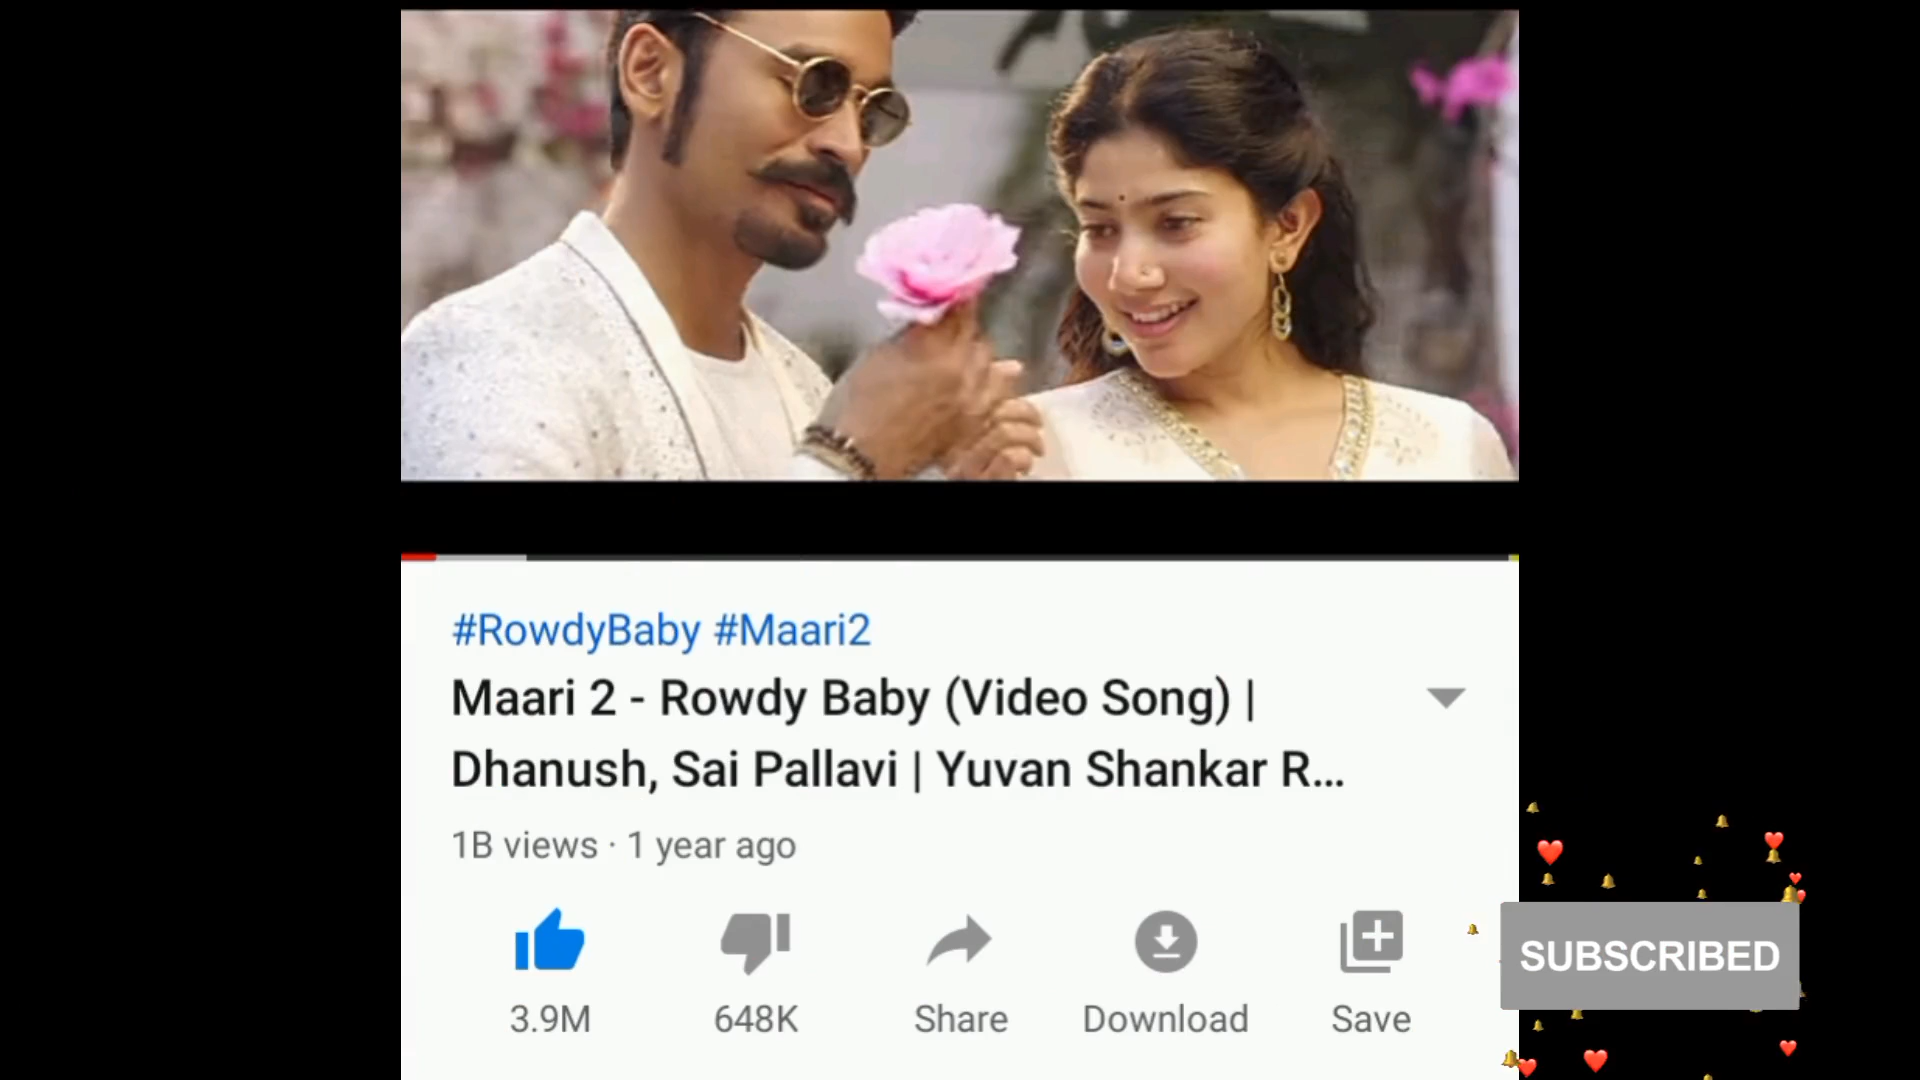 #RowdyBaby #Maari2
Maari 2 - Rowdy Baby (Video Song) |
Dhanush, Sai Pallavi | Yuvan Shankar R...
1B views · 1 year ago
3.9M 648K Share Download Save
SUBSCRIBED